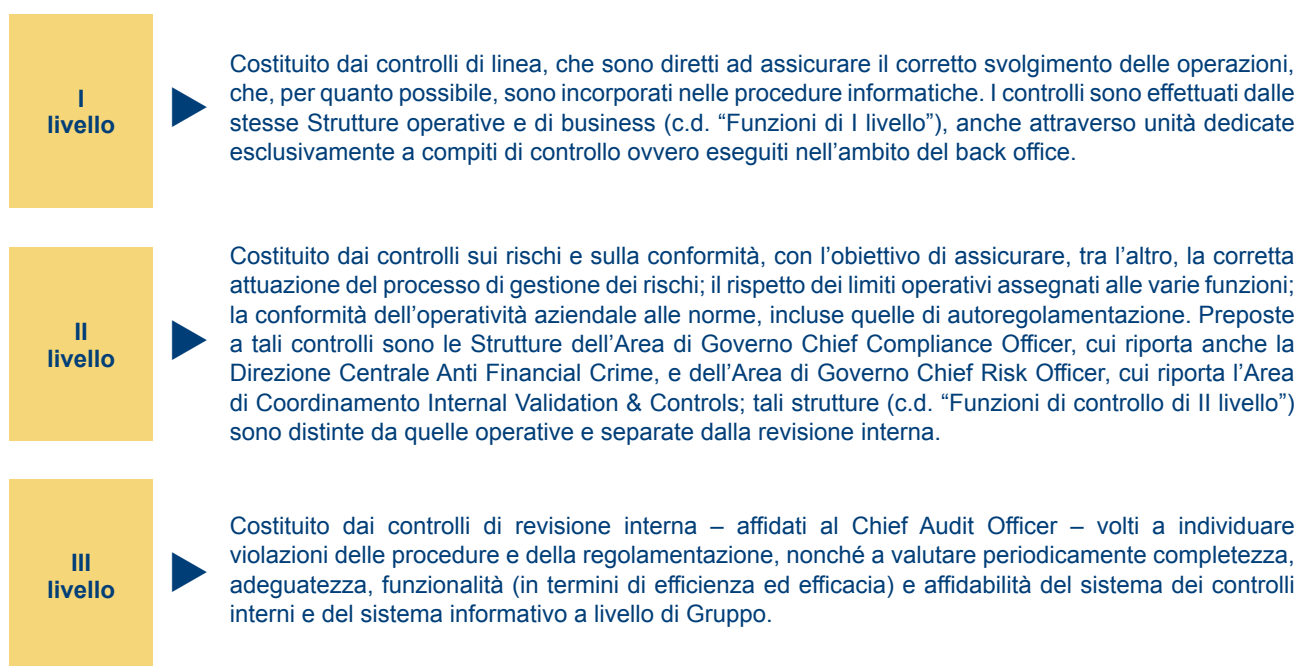 I
livello
Costituito dai controlli di linea, che sono diretti ad assicurare il corretto svolgimento delle operazioni,
che, per quanto possibile, sono incorporati nelle procedure informatiche. I controlli sono effettuati dalle
stesse Strutture operative e di business (c.d. “Funzioni di I livello”), anche attraverso unità dedicate
esclusivamente a compiti di controllo ovvero eseguiti nell’ambito del back office.
II
livello
Costituito dai controlli sui rischi e sulla conformità, con l’obiettivo di assicurare, tra l’altro, la corretta
attuazione del processo di gestione dei rischi; il rispetto dei limiti operativi assegnati alle varie funzioni;
la conformità dell’operatività aziendale alle norme, incluse quelle di autoregolamentazione. Preposte
a tali controlli sono le Strutture dell’Area di Governo Chief Compliance Officer, cui riporta anche la
Direzione Centrale Anti Financial Crime, e dell’Area di Governo Chief Risk Officer, cui riporta l’Area
di Coordinamento Internal Validation & Controls; tali strutture (c.d. “Funzioni di controllo di II livello”)
sono distinte da quelle operative e separate dalla revisione interna.
III
livello
Costituito dai controlli di revisione interna – affidati al Chief Audit Officer – volti a individuare
violazioni delle procedure e della regolamentazione, nonché a valutare periodicamente completezza,
adeguatezza, funzionalità (in termini di efficienza ed efficacia) e affidabilità del sistema dei controlli
interni e del sistema informativo a livello di Gruppo.